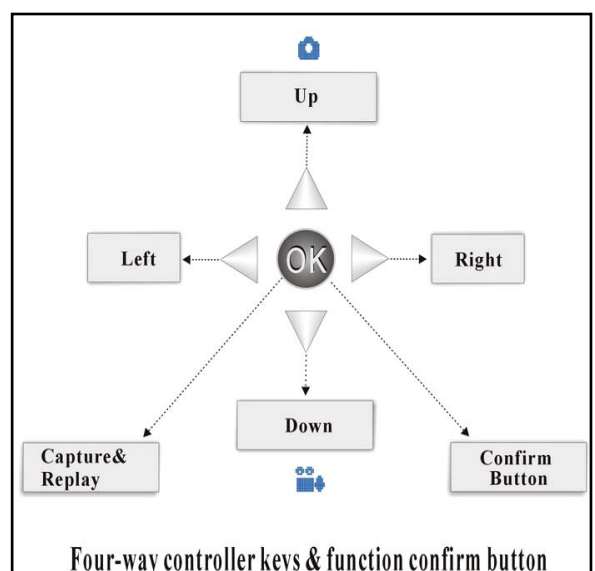 Up
Left
OK
Right
Down
Capture&
Replay
Confirm
Button
Four-way controller keys & function confirm button